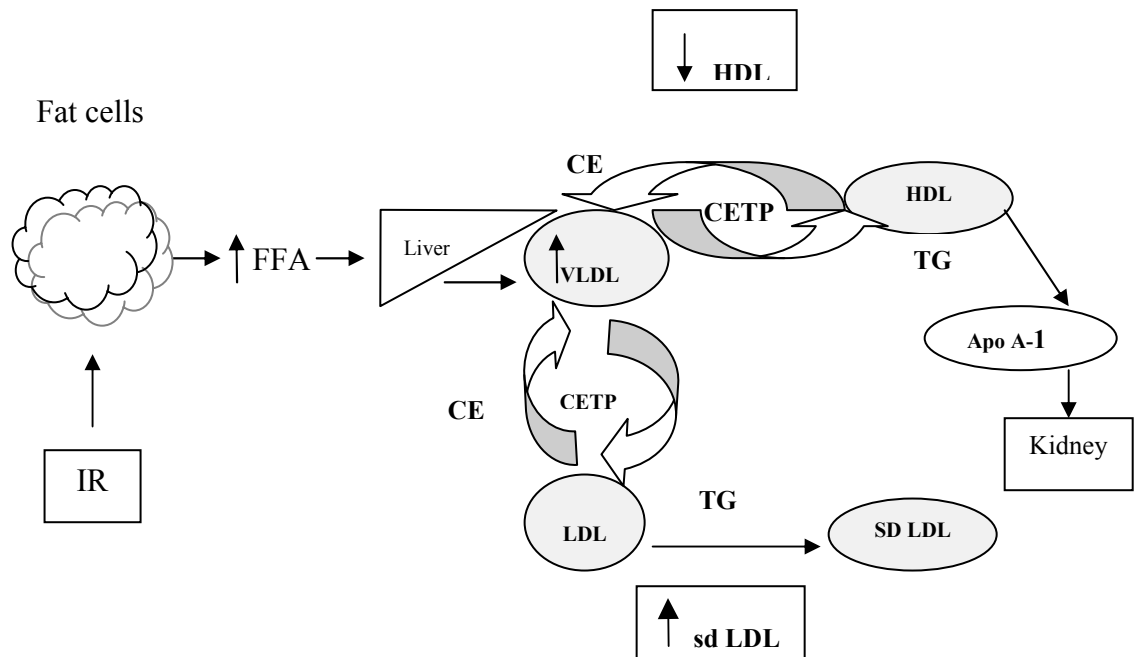 ↓ HDL
Fat cells
CE
HDL
CETP
Liver
TG
↑ FFA
↑ VLDL
Apo A-1
CE
CETP
Kidney
IR
TG
LDL
SD LDL
↑ sd LDL